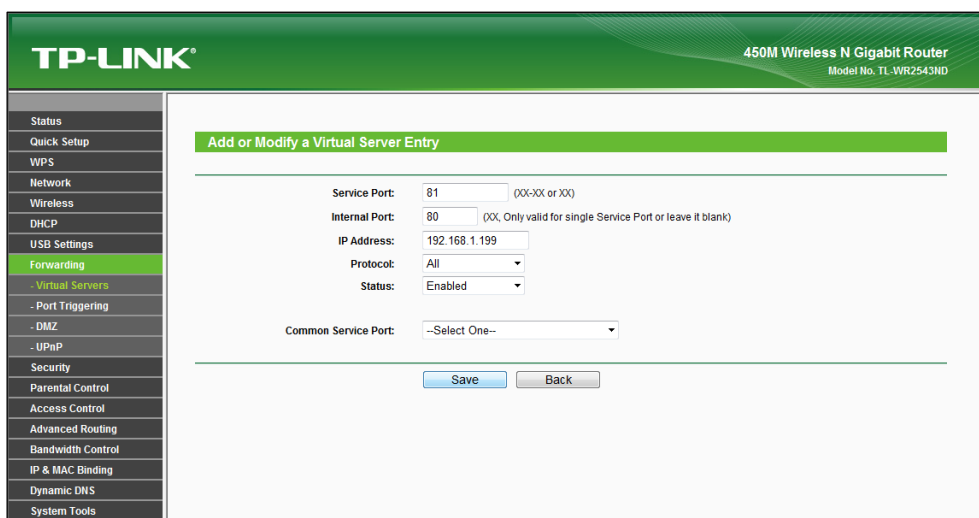 TP-LINK®
450M Wireless N Gigabit Router
Model No. TL-WR2543ND
Status
Quick Setup
WPS
Network
Wireless
DHCP
USB Settings
Forwarding
- Virtual Servers
- Port Triggering
- DMZ
- UPnP
Security
Parental Control
Access Control
Advanced Routing
Bandwidth Control
IP & MAC Binding
Dynamic DNS
System Tools
Add or Modify a Virtual Server Entry
Service Port: 81 (XX-XX or XX)
Internal Port: 80 (XX, Only valid for single Service Port or leave it blank)
IP Address: 192.168.1.199
Protocol: All
Status: Enabled
Common Service Port: --Select One--
Save Back